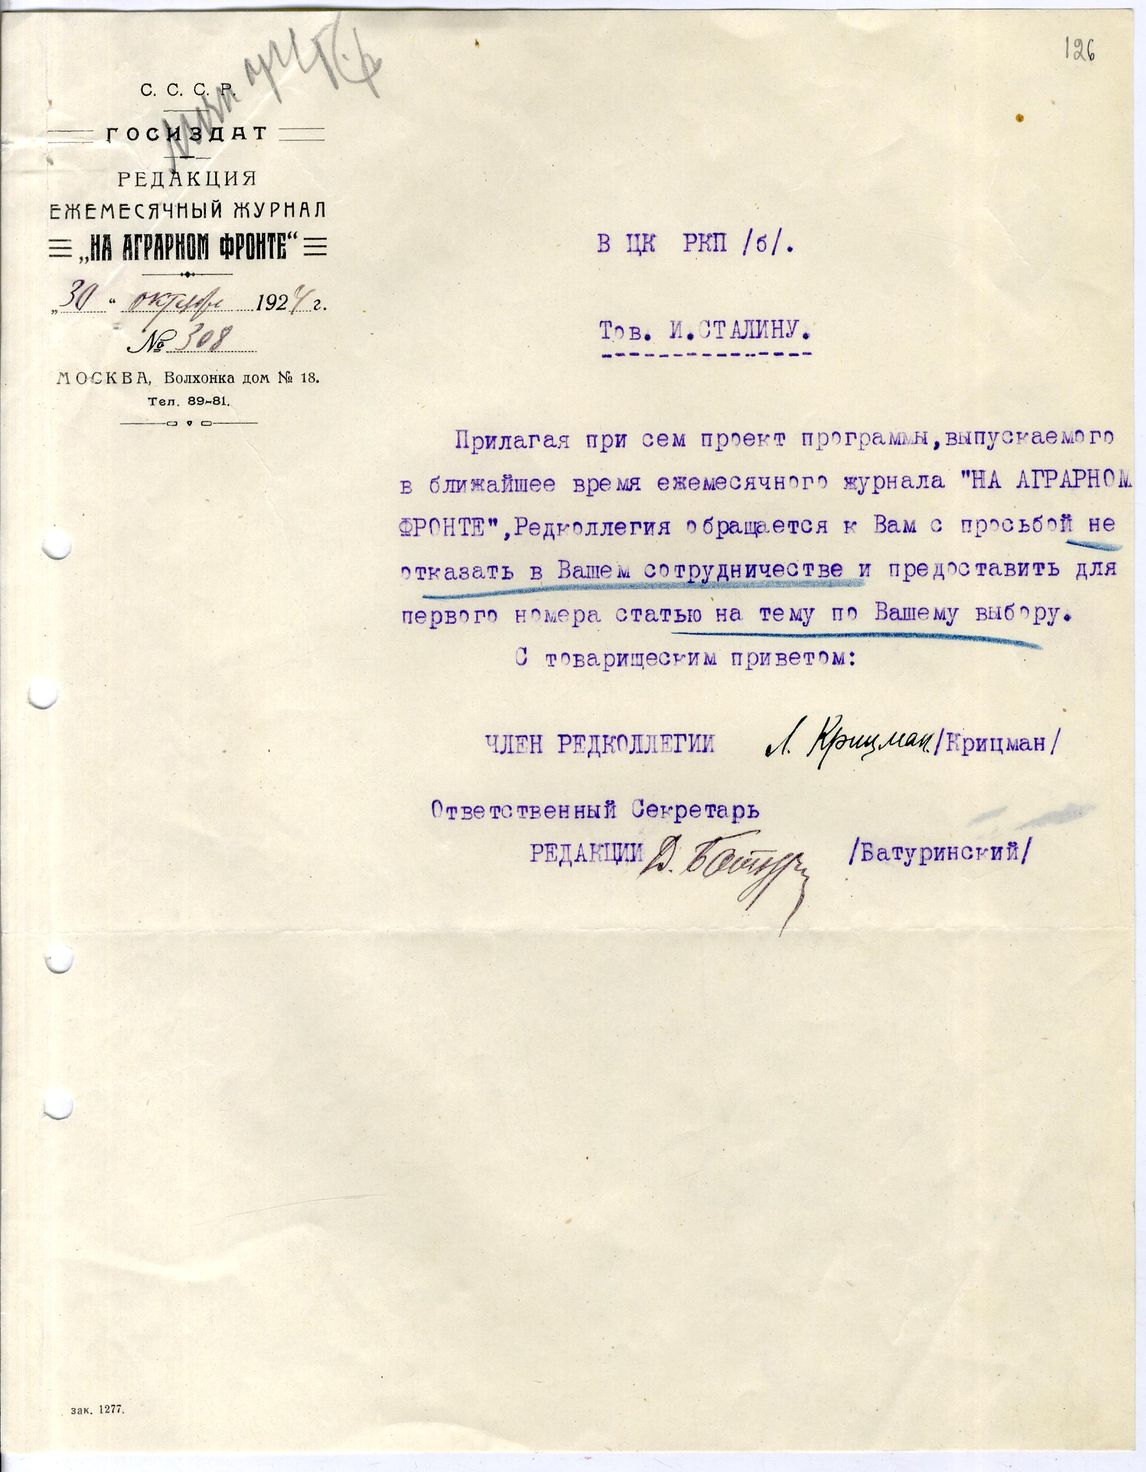 126
С. С. С. Р.
ГОСИЗДАТ
РЕДАКЦИЯ
ЕЖЕМЕСЯЧНЫЙ ЖУРНАЛ
„НА АГРАРНОМ ФРОНТЕ“
„30“ октября 1924 г.
№ 308
МОСКВА, Волхонка дом № 18.
Тел. 89-81.
В ЦК РКП /б/.
Тов. И.СТАЛИНУ.
Прилагая при сем проект программы,выпускаемого
в ближайшее время ежемесячного журнала "НА АГРАРНОМ
ФРОНТЕ",Редколлегия обращается к Вам с просьбой не
отказать в Вашем сотрудничестве и предоставить для
первого номера статью на тему по Вашему выбору.
С товарищеским приветом:
ЧЛЕН РЕДКОЛЛЕГИИ Л. Крицман /Крицман/
Ответственный Секретарь
РЕДАКЦИИ /Батуринский/
зак. 1277.